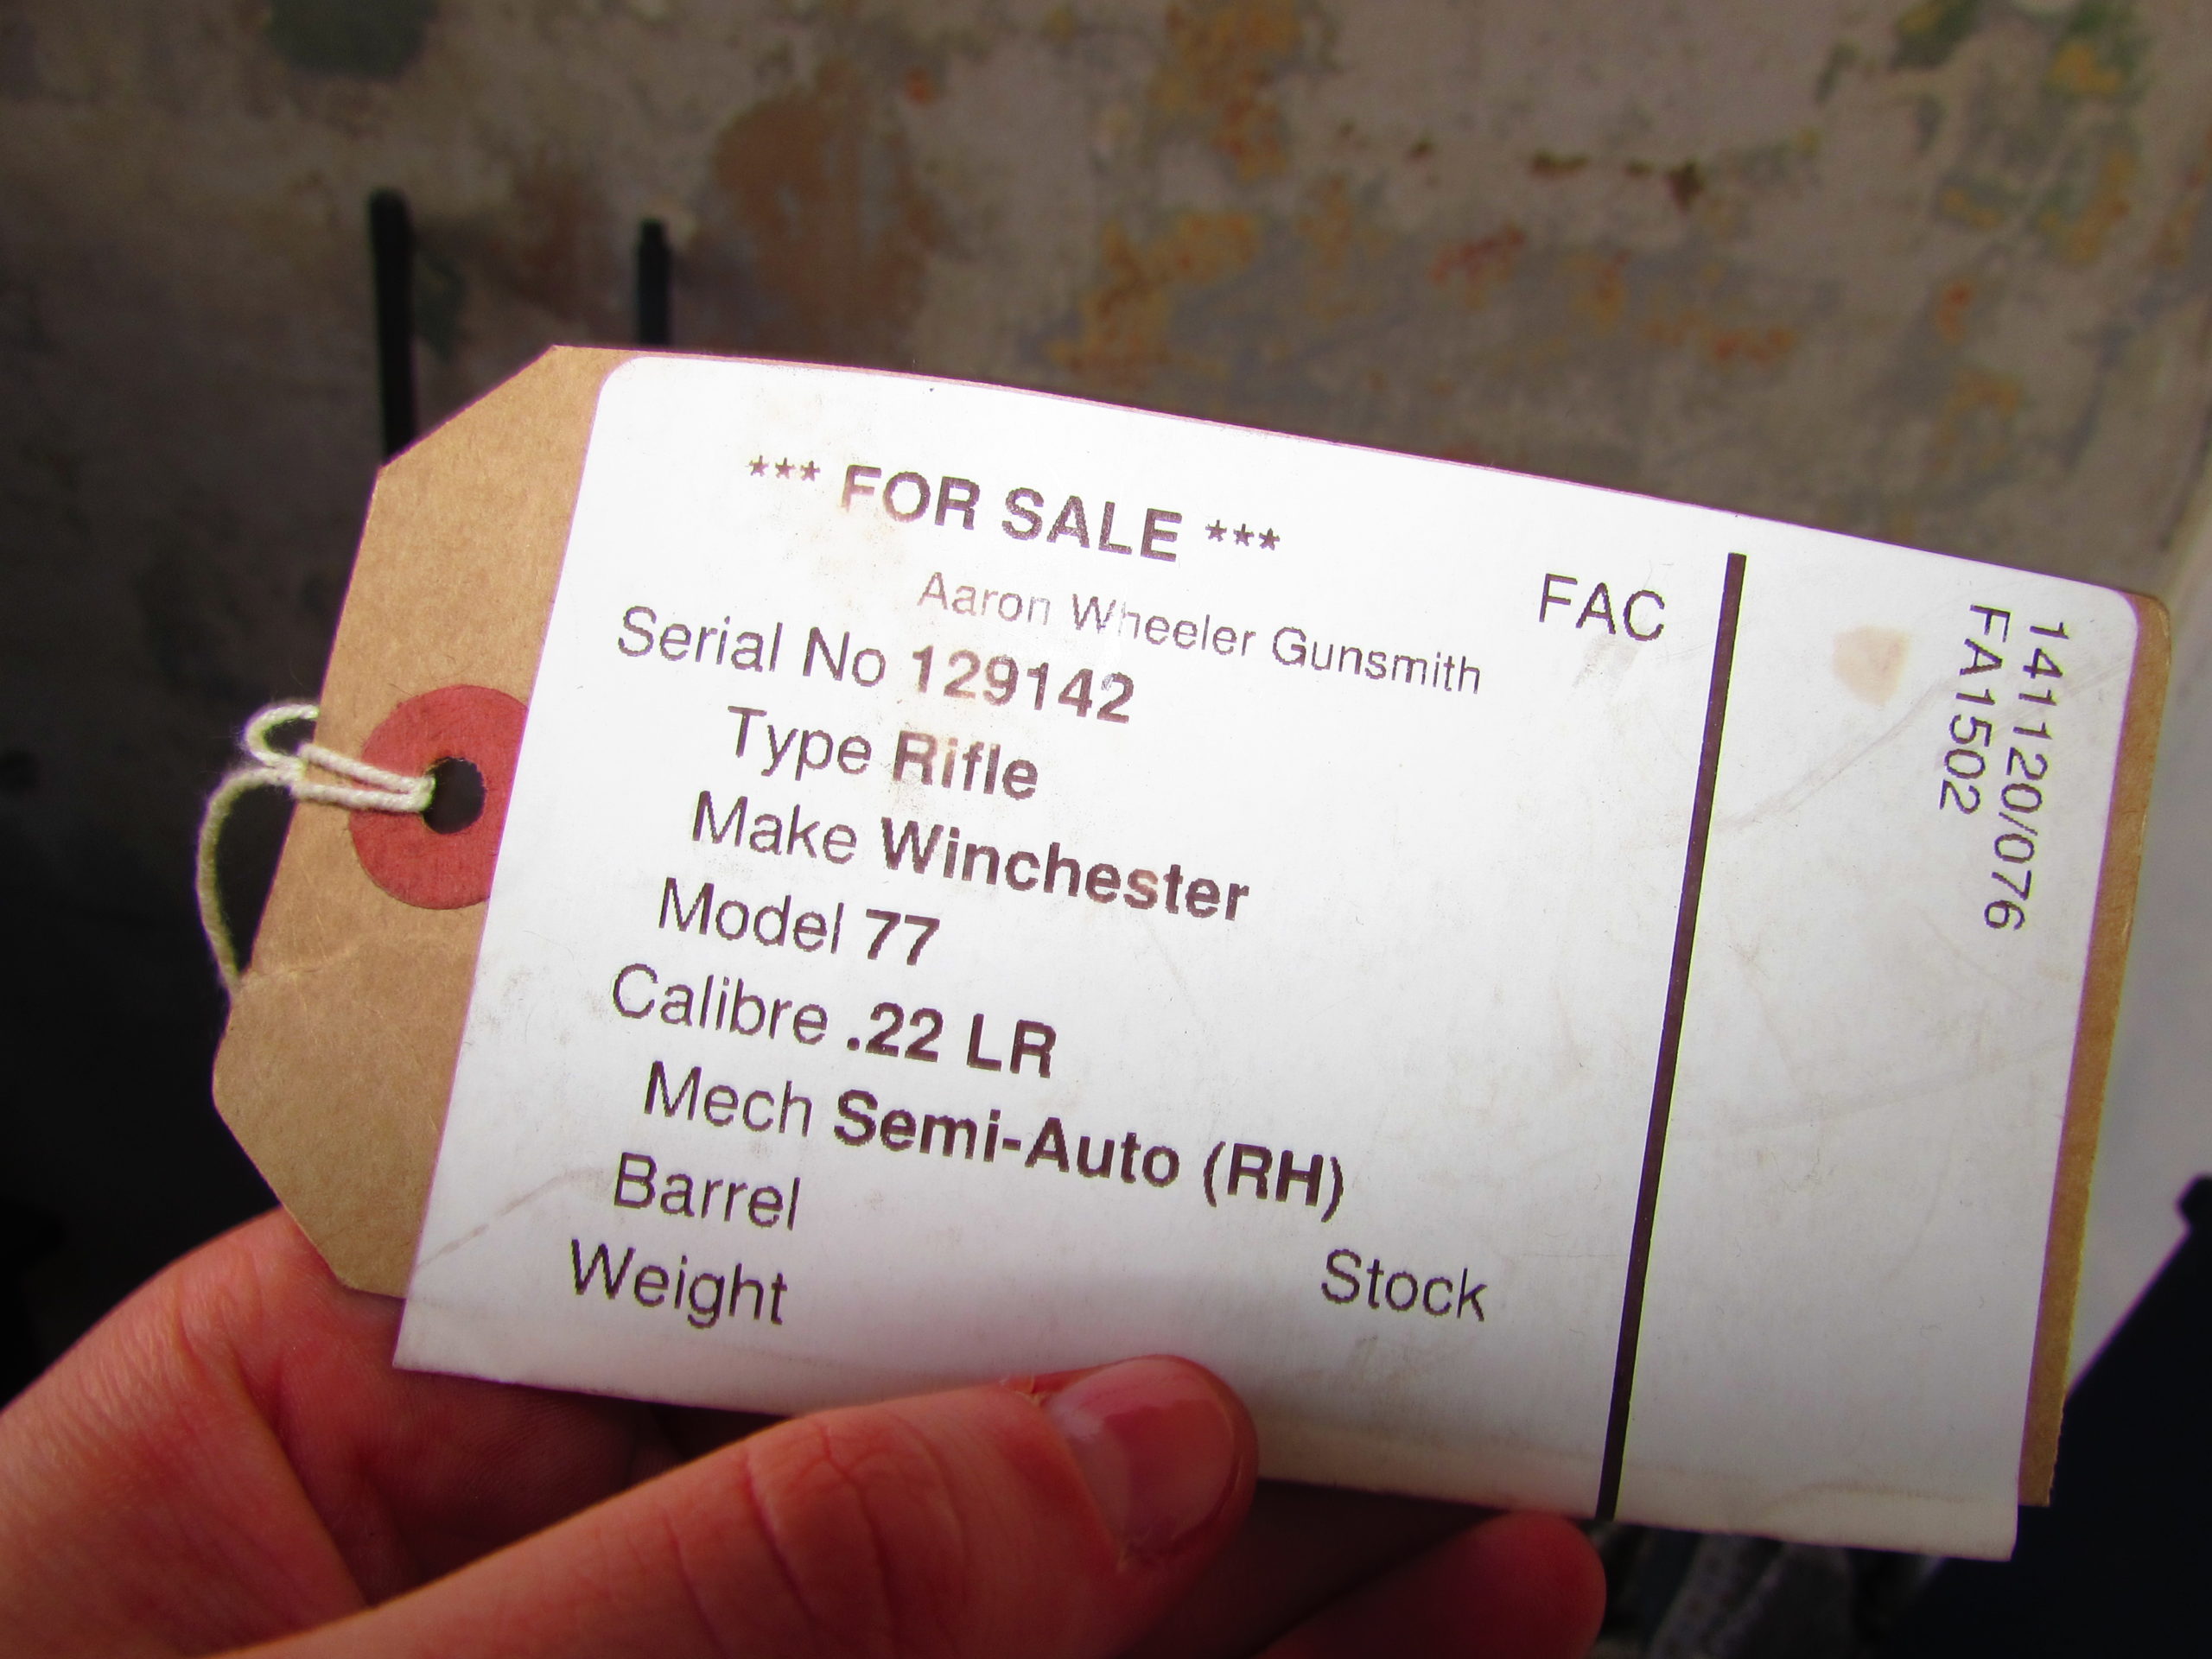 *** FOR SALE ***
Aaron Wheeler Gunsmith
FAC
Serial No 129142
Type Rifle
Make Winchester
Model 77
Calibre .22 LR
Mech Semi-Auto (RH)
Barrel
Weight
Stock
141120/076
FA1502